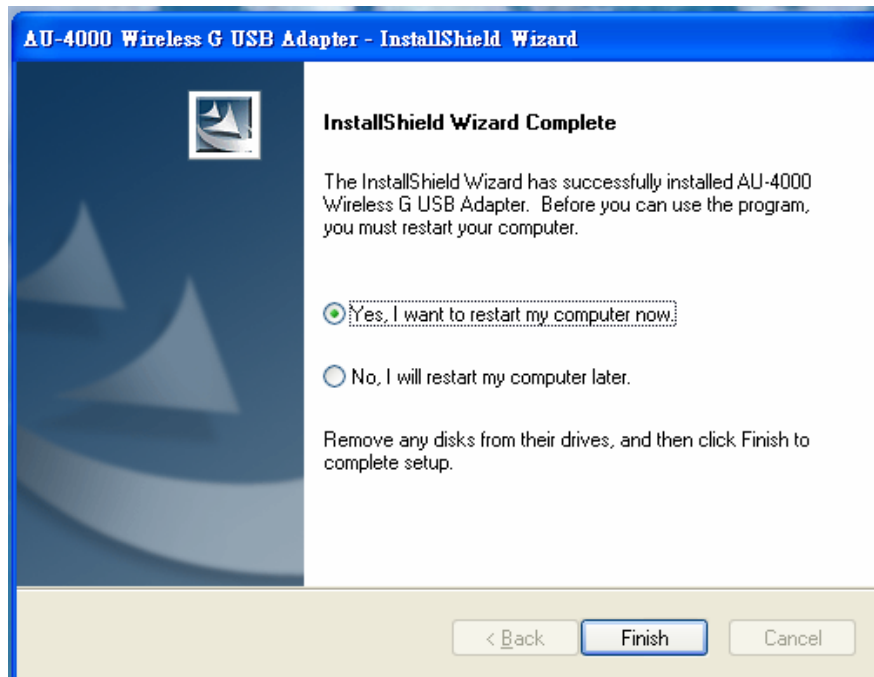 AU-4000 Wireless G USB Adapter - InstallShield Wizard
InstallShield Wizard Complete
The InstallShield Wizard has successfully installed AU-4000
Wireless G USB Adapter. Before you can use the program,
you must restart your computer.
Yes, I want to restart my computer now.
No, I will restart my computer later.
Remove any disks from their drives, and then click Finish to
complete setup.
< Back Finish Cancel